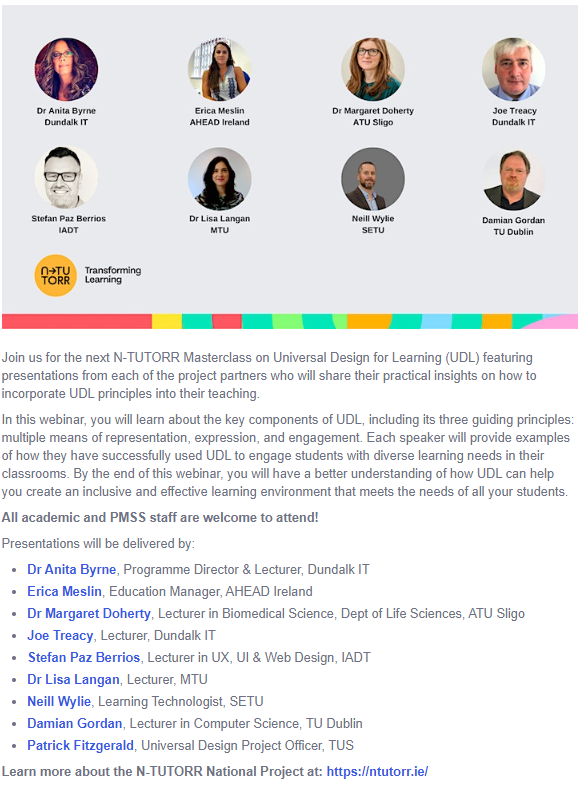 Dr Anita Byrne
Dundalk IT
Erica Meslin
AHEAD Ireland
Dr Margaret Doherty
ATU Sligo
Joe Treacy
Dundalk IT
Stefan Paz Berrios
IADT
Dr Lisa Langan
MTU
Neill Wylie
SETU
Damian Gordan
TU Dublin
N→TU
TORR
Transforming
Learning
Join us for the next N-TUTORR Masterclass on Universal Design for Learning (UDL) featuring
presentations from each of the project partners who will share their practical insights on how to
incorporate UDL principles into their teaching.
In this webinar, you will learn about the key components of UDL, including its three guiding principles:
multiple means of representation, expression, and engagement. Each speaker will provide examples
of how they have successfully used UDL to engage students with diverse learning needs in their
classrooms. By the end of this webinar, you will have a better understanding of how UDL can help
you create an inclusive and effective learning environment that meets the needs of all your students.
All academic and PMSS staff are welcome to attend!
Presentations will be delivered by:
• Dr Anita Byrne, Programme Director & Lecturer, Dundalk IT
• Erica Meslin, Education Manager, AHEAD Ireland
• Dr Margaret Doherty, Lecturer in Biomedical Science, Dept of Life Sciences, ATU Sligo
• Joe Treacy, Lecturer, Dundalk IT
• Stefan Paz Berrios, Lecturer in UX, UI & Web Design, IADT
• Dr Lisa Langan, Lecturer, MTU
• Neill Wylie, Learning Technologist, SETU
• Damian Gordan, Lecturer in Computer Science, TU Dublin
• Patrick Fitzgerald, Universal Design Project Officer, TUS
Learn more about the N-TUTORR National Project at: https://ntutorr.ie/